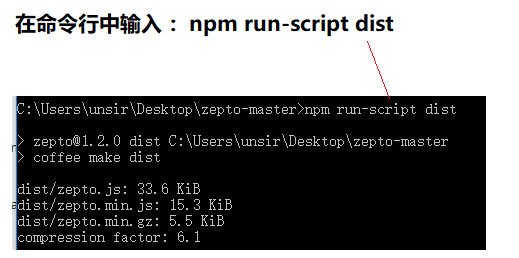 在命令行中输入： npm run-script dist
C:\Users\unsir\Desktop\zepto-master>npm run-script dist
> zepto@1.2.0 dist C:\Users\unsir\Desktop\zepto-master
> coffee make dist
dist/zepto.js: 33.6 KiB
dist/zepto.min.js: 15.3 KiB
dist/zepto.min.gz: 5.5 KiB
compression factor: 6.1